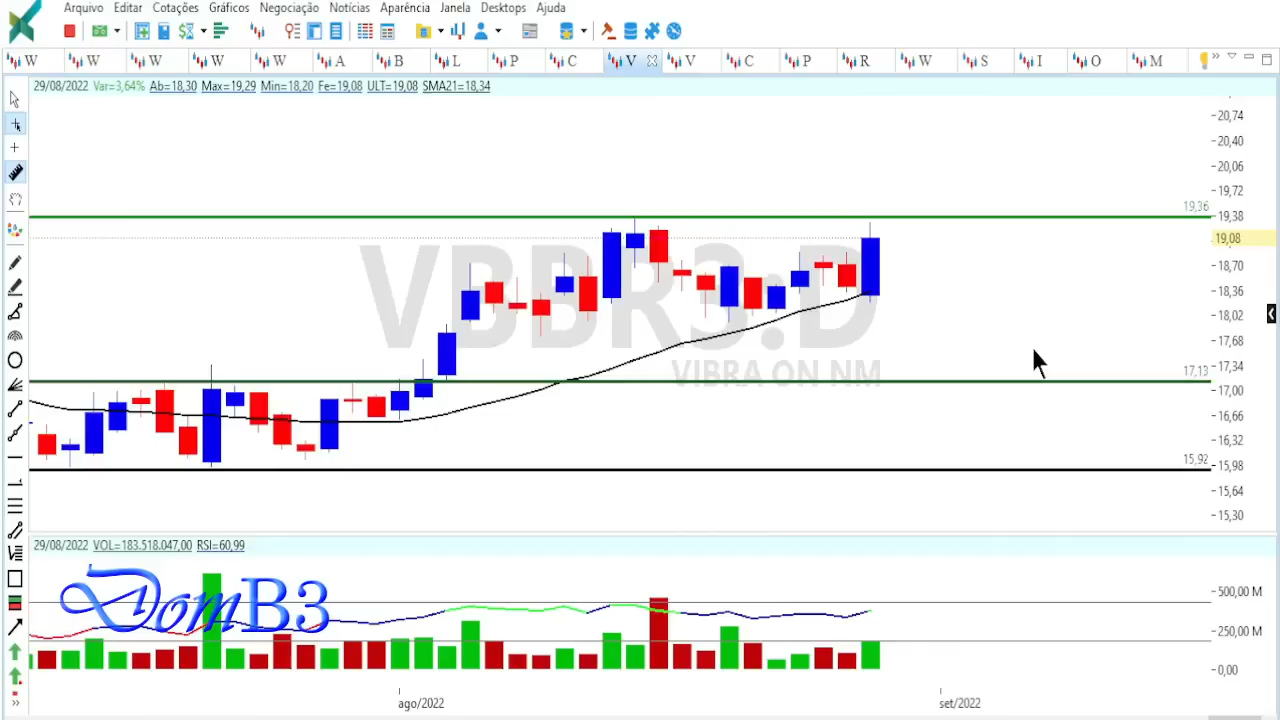 Arquivo Editar Cotações Gráficos Negociação Notícias Aparência Janela Desktops Ajuda
W W W W W A B L P C V V C P R W S I O M
29/08/2022 Var=3,64% Ab=18,30 Max=19,29 Min=18,20 Fe=19,08 ULT=19,08 SMA21=18,34
20,74
20,40
20,06
19,72
19,36
19,38
19,08
18,70
18,36
18,02
17,68
17,34
17,13
17,00
16,66
16,32
15,92
15,98
15,64
15,30
VBBR3:D
VIBRA ON NM
29/08/2022 VOL=183.518.047,00 RSI=60,99
DomB3
500,00 M
250,00 M
0,00
ago/2022
set/2022